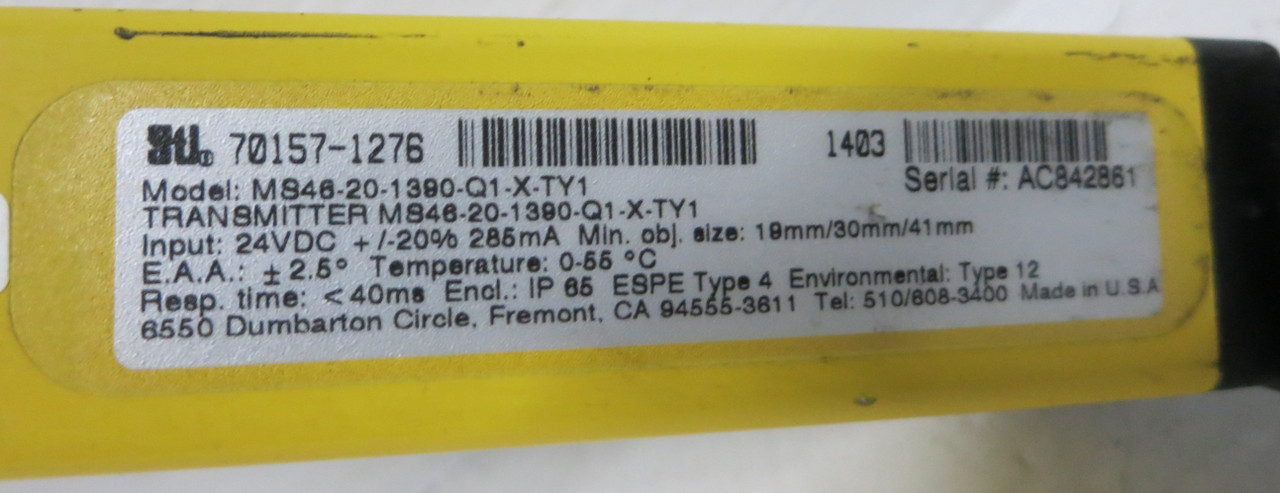 STI® 70157-1276 1403
Model: MS46-20-1390-Q1-X-TY1 Serial #: AC842861
TRANSMITTER MS46-20-1390-Q1-X-TY1
Input: 24VDC +/-20% 285mA Min. obj. size: 19mm/30mm/41mm
E.A.A.: ±2.5° Temperature: 0-55 °C
Resp. time: <40ms Encl.: IP 65 ESPE Type 4 Environmental: Type 12
6550 Dumbarton Circle, Fremont, CA 94555-3611 Tel: 510/608-3400 Made in U.S.A